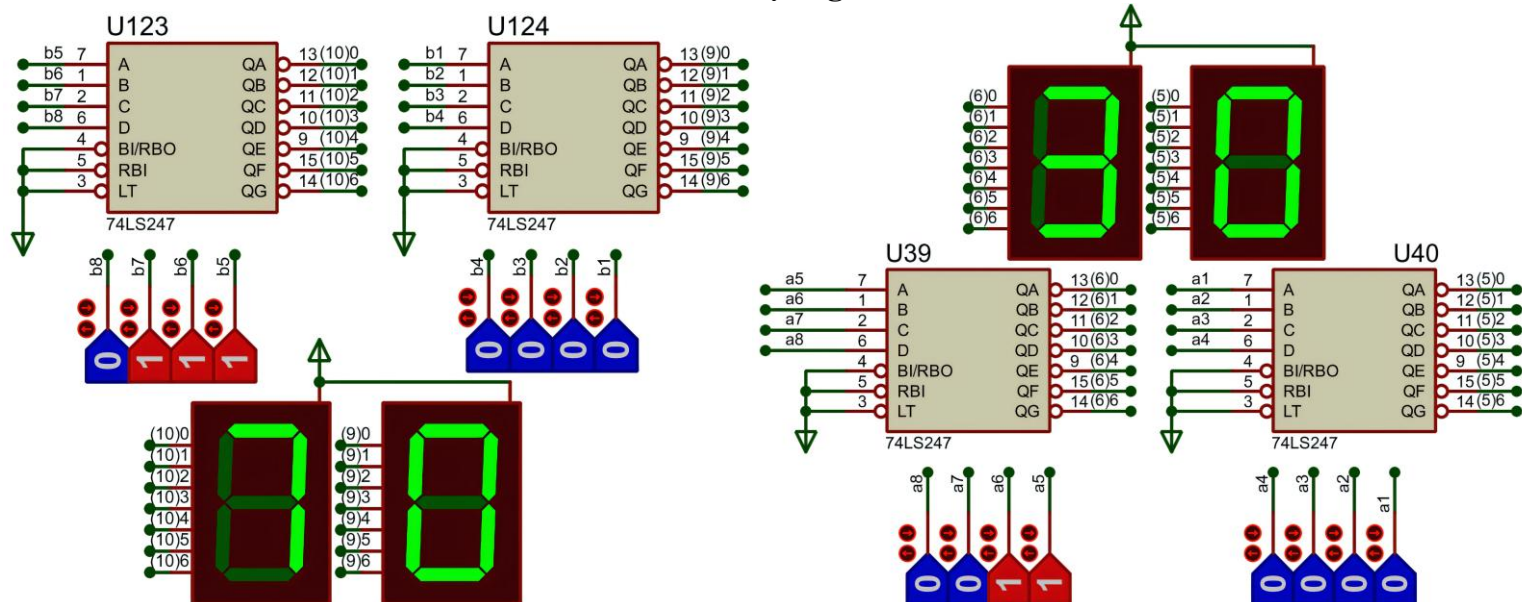 U123
b5 7 A QA 13 (10)0
b6 1 B QB 12 (10)1
b7 2 C QC 11 (10)2
b8 6 D QD 10 (10)3
4 BI/RBO QE 9 (10)4
5 RBI QF 15 (10)5
3 LT QG 14 (10)6
74LS247
U124
b1 7 A QA 13 (9)0
b2 1 B QB 12 (9)1
b3 2 C QC 11 (9)2
b4 6 D QD 10 (9)3
4 BI/RBO QE 9 (9)4
5 RBI QF 15 (9)5
3 LT QG 14 (9)6
74LS247
b8 b7 b6 b5
0 1 1 1
b4 b3 b2 b1
0 0 0 0
(10)0
(10)1
(10)2
(10)3
(10)4
(10)5
(10)6
7
(9)0
(9)1
(9)2
(9)3
(9)4
(9)5
(9)6
0
(6)0
(6)1
(6)2
(6)3
(6)4
(6)5
(6)6
3
(5)0
(5)1
(5)2
(5)3
(5)4
(5)5
(5)6
0
U39
a5 7 A QA 13 (6)0
a6 1 B QB 12 (6)1
a7 2 C QC 11 (6)2
a8 6 D QD 10 (6)3
4 BI/RBO QE 9 (6)4
5 RBI QF 15 (6)5
3 LT QG 14 (6)6
74LS247
U40
a1 7 A QA 13 (5)0
a2 1 B QB 12 (5)1
a3 2 C QC 11 (5)2
a4 6 D QD 10 (5)3
4 BI/RBO QE 9 (5)4
5 RBI QF 15 (5)5
3 LT QG 14 (5)6
74LS247
a8 a7 a6 a5
0 0 1 1
a4 a3 a2 a1
0 0 0 0